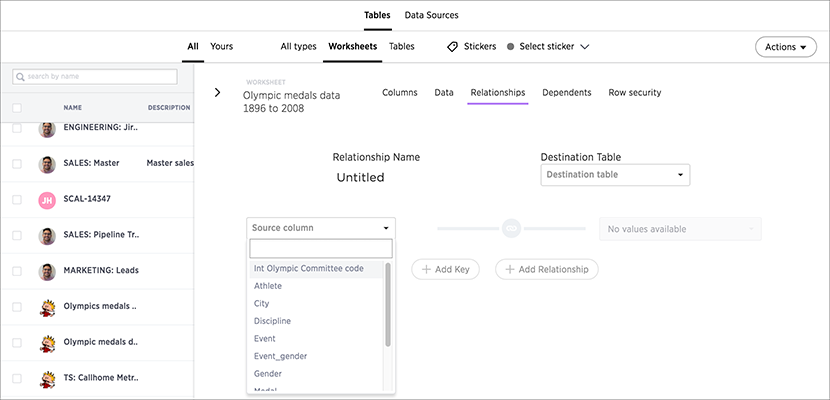 Tables Data Sources
All Yours All types Worksheets Tables Stickers Select sticker Actions
search by name
NAME DESCRIPTION
ENGINEERING: Jir..
SALES: Master Master sales
JH SCAL-14347
SALES: Pipeline Tr..
MARKETING: Leads
Olympics medals ..
Olympic medals d..
TS: Callhome Metr..
WORKSHEET
Olympic medals data
1896 to 2008
Columns Data Relationships Dependents Row security
Relationship Name Destination Table
Untitled Destination table
Source column No values available
Int Olympic Committee code
Athlete
City
Discipline
Event
Event_gender
Gender
Medal
+ Add Key + Add Relationship